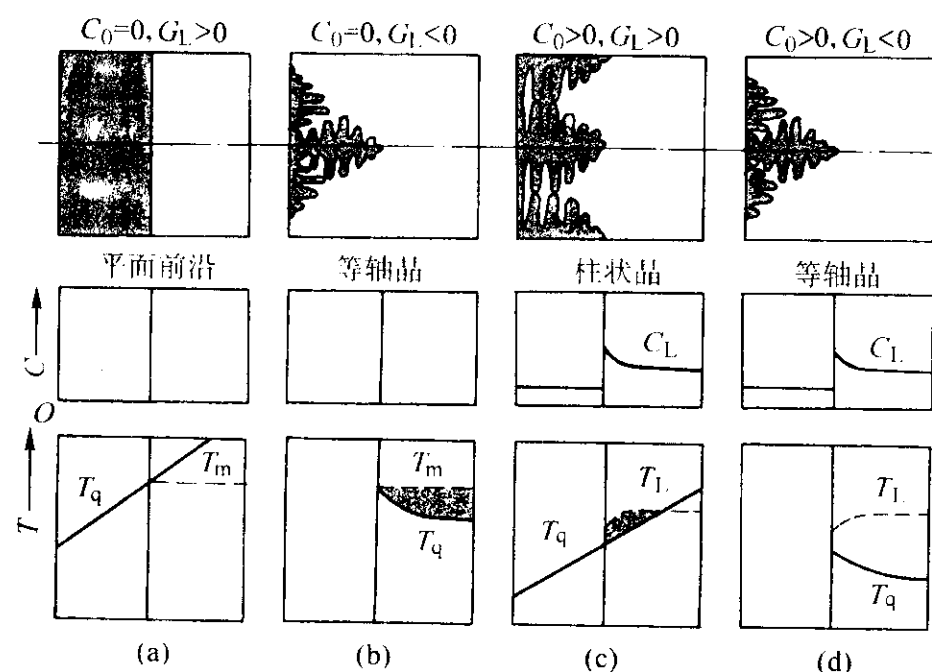 C₀=0, G_L>0 C₀=0, G_L<0 C₀>0, G_L>0 C₀>0, G_L<0
平面前沿 等轴晶 柱状晶 等轴晶
C
C_L C_L
O
T
T_q T_m
T_m T_q
T_q T_L
T_L T_q
(a) (b) (c) (d)